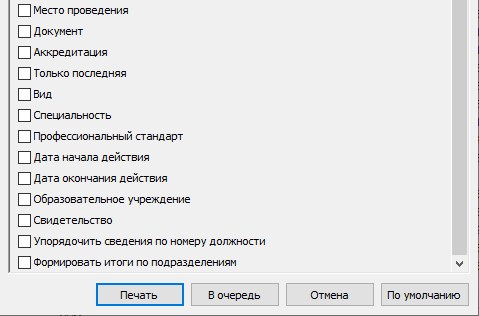 Место проведения
Документ
Аккредитация
Только последняя
Вид
Специальность
Профессиональный стандарт
Дата начала действия
Дата окончания действия
Образовательное учреждение
Свидетельство
Упорядочить сведения по номеру должности
Формировать итоги по подразделениям
Печать В очередь Отмена По умолчанию